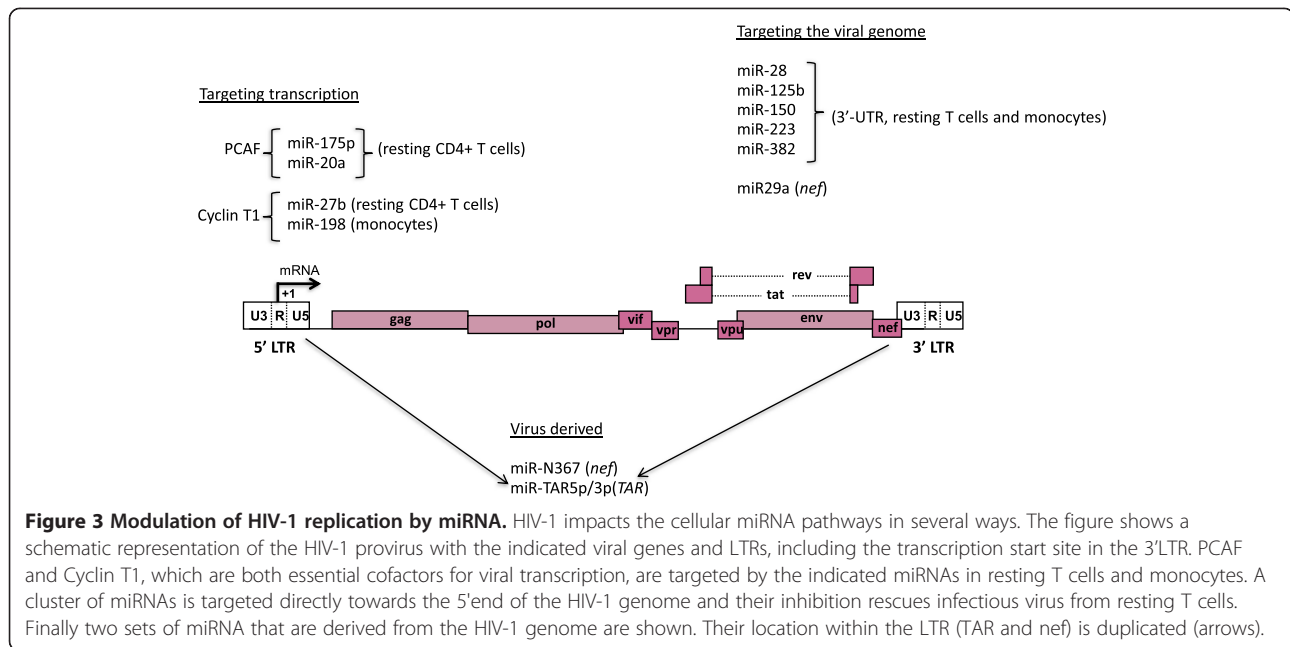 Targeting the viral genome
miR-28
miR-125b
miR-150
miR-223
miR-382
(3'-UTR, resting T cells and monocytes)
miR29a (nef)
Targeting transcription
PCAF
miR-175p
miR-20a
(resting CD4+ T cells)
Cyclin T1
miR-27b (resting CD4+ T cells)
miR-198 (monocytes)
mRNA
+1
U3 R U5
5' LTR
gag
pol
vif
vpr
vpu
rev
tat
env
nef
U3 R U5
3' LTR
Virus derived
miR-N367 (nef)
miR-TAR5p/3p(TAR)
Figure 3 Modulation of HIV-1 replication by miRNA. HIV-1 impacts the cellular miRNA pathways in several ways. The figure shows a
schematic representation of the HIV-1 provirus with the indicated viral genes and LTRs, including the transcription start site in the 3'LTR. PCAF
and Cyclin T1, which are both essential cofactors for viral transcription, are targeted by the indicated miRNAs in resting T cells and monocytes. A
cluster of miRNAs is targeted directly towards the 5'end of the HIV-1 genome and their inhibition rescues infectious virus from resting T cells.
Finally two sets of miRNA that are derived from the HIV-1 genome are shown. Their location within the LTR (TAR and nef) is duplicated (arrows).